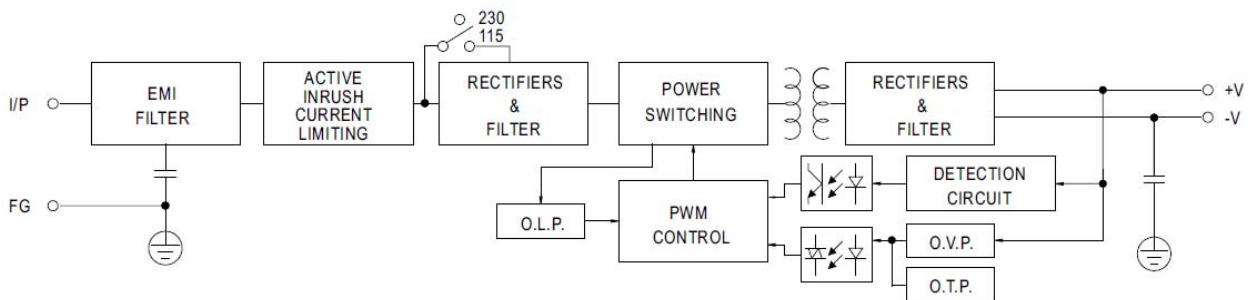 230
115
I/P
EMI
FILTER
ACTIVE
INRUSH
CURRENT
LIMITING
RECTIFIERS
&
FILTER
POWER
SWITCHING
RECTIFIERS
&
FILTER
+V
-V
FG
O.L.P.
PWM
CONTROL
DETECTION
CIRCUIT
O.V.P.
O.T.P.